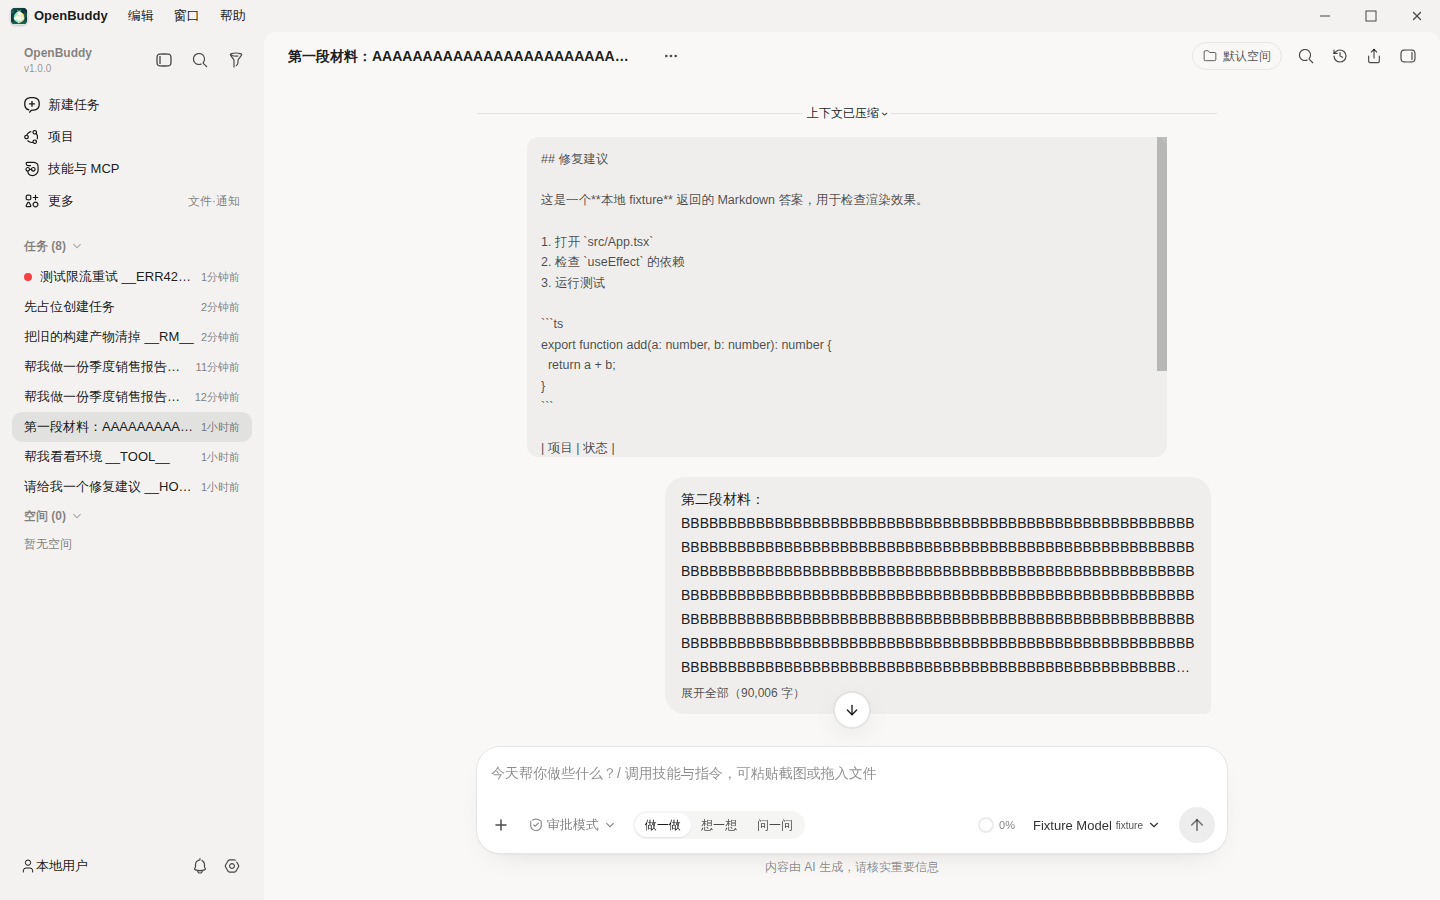 OpenBuddy 编辑 窗口 帮助
OpenBuddy
v1.0.0
新建任务
项目
技能与 MCP
更多 文件·通知
任务 (8)
测试限流重试 __ERR42… 1分钟前
先占位创建任务 2分钟前
把旧的构建产物清掉 __RM__ 2分钟前
帮我做一份季度销售报告… 11分钟前
帮我做一份季度销售报告… 12分钟前
第一段材料：AAAAAAAAA… 1小时前
帮我看看环境 __TOOL__ 1小时前
请给我一个修复建议 __HO… 1小时前
空间 (0)
暂无空间
本地用户
第一段材料：AAAAAAAAAAAAAAAAAAAAAAAA… 默认空间
上下文已压缩
## 修复建议
这是一个**本地 fixture** 返回的 Markdown 答案，用于检查渲染效果。
1. 打开 `src/App.tsx`
2. 检查 `useEffect` 的依赖
3. 运行测试
```ts
export function add(a: number, b: number): number {
return a + b;
}
```
| 项目 | 状态 |
第二段材料：
BBBBBBBBBBBBBBBBBBBBBBBBBBBBBBBBBBBBBBBBBBBBBBBBBBBBBBB
BBBBBBBBBBBBBBBBBBBBBBBBBBBBBBBBBBBBBBBBBBBBBBBBBBBBBBB
BBBBBBBBBBBBBBBBBBBBBBBBBBBBBBBBBBBBBBBBBBBBBBBBBBBBBBB
BBBBBBBBBBBBBBBBBBBBBBBBBBBBBBBBBBBBBBBBBBBBBBBBBBBBBBB
BBBBBBBBBBBBBBBBBBBBBBBBBBBBBBBBBBBBBBBBBBBBBBBBBBBBBBB
BBBBBBBBBBBBBBBBBBBBBBBBBBBBBBBBBBBBBBBBBBBBBBBBBBBBBBB
BBBBBBBBBBBBBBBBBBBBBBBBBBBBBBBBBBBBBBBBBBBBBBBBBBBBB…
展开全部（90,006 字）
今天帮你做些什么？/ 调用技能与指令，可粘贴截图或拖入文件
审批模式 做一做 想一想 问一问 0% Fixture Model fixture
内容由 AI 生成，请核实重要信息